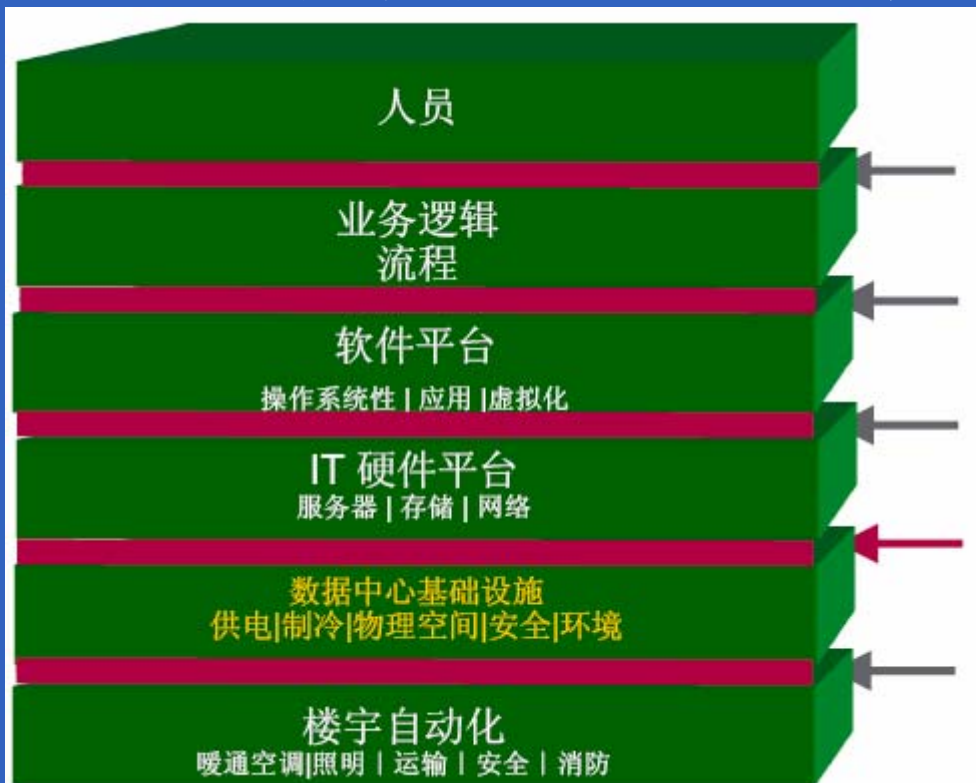 人员
业务逻辑
流程
软件平台
操作系统性 | 应用 |虚拟化
IT 硬件平台
服务器 | 存储 | 网络
数据中心基础设施
供电|制冷|物理空间|安全|环境
楼宇自动化
暖通空调|照明 | 运输 | 安全 | 消防